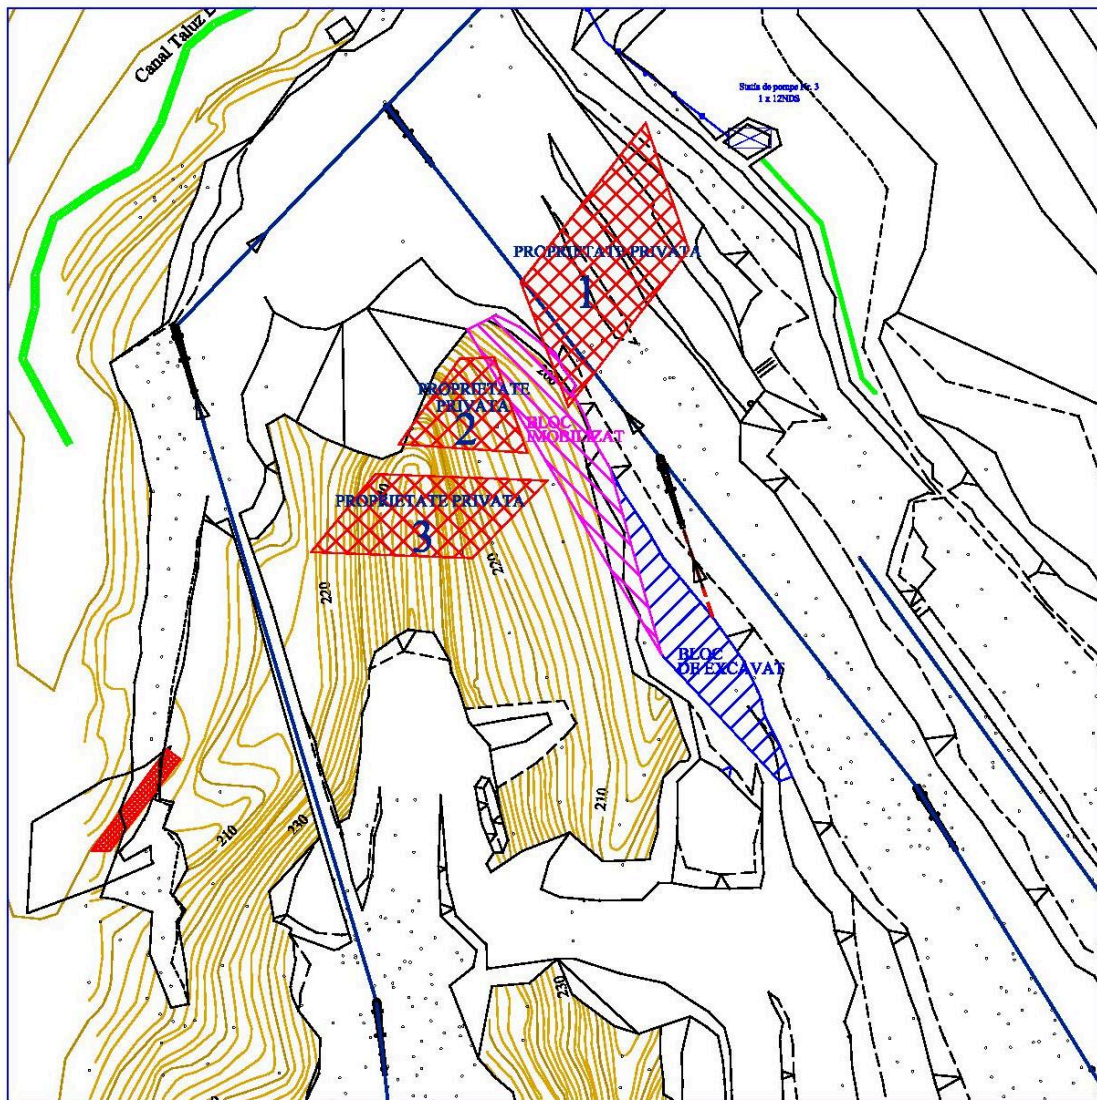 Canal Taluz
Statia de pompe Nr. 3
1 x 12NDS
PROPRIETATE PRIVATA
1
PROPRIETATE
PRIVATA
2
BLOC
IMOBILIZAT
PROPRIETATE PRIVATA
3
220
220
BLOC
DE EXCAVAT
210
210
230
230